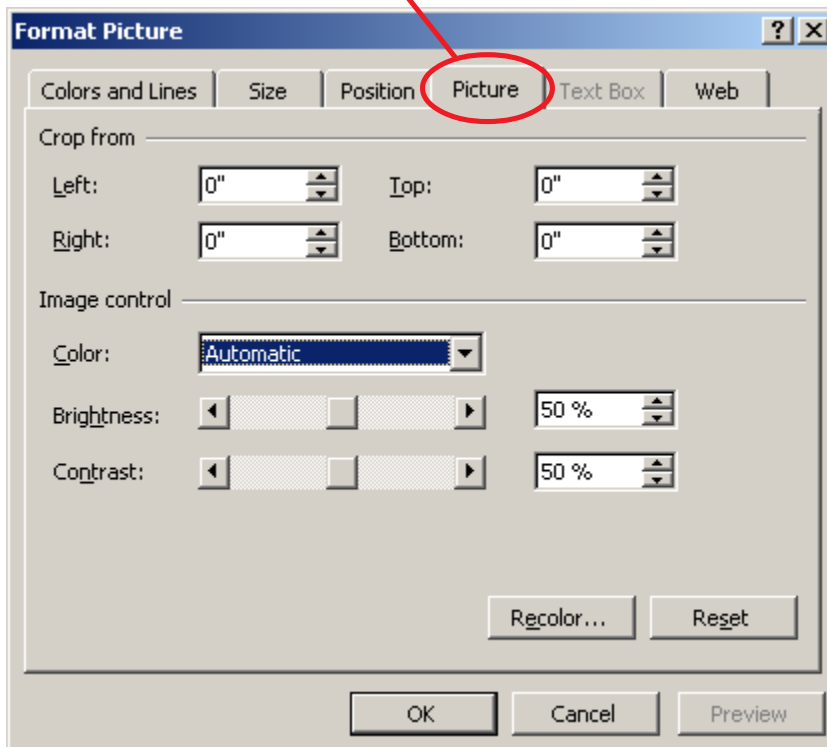 Format Picture
Colors and Lines Size Position Picture Text Box Web
Crop from
Left: 0" Top: 0"
Right: 0" Bottom: 0"
Image control
Color: Automatic
Brightness: 50 %
Contrast: 50 %
Recolor... Reset
OK Cancel Preview